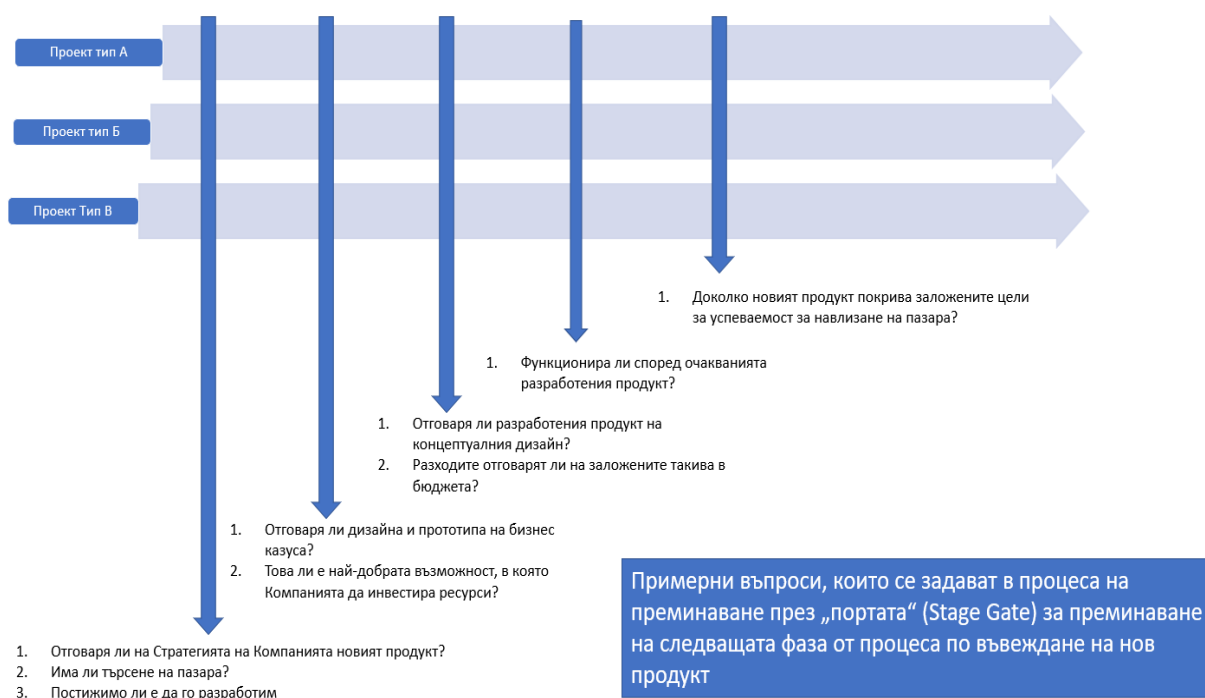 Проект тип А
Проект тип Б
Проект Тип В
1. Доколко новият продукт покрива заложените цели
за успеваемост за навлизане на пазара?
1. Функционира ли според очакванията
разработения продукт?
1. Отговаря ли разработения продукт на
концептуалния дизайн?
2. Разходите отговарят ли на заложените такива в
бюджета?
1. Отговаря ли дизайна и прототипа на бизнес
казуса?
2. Това ли е най-добрата възможност, в която
Компанията да инвестира ресурси?
1. Отговаря ли на Стратегията на Компанията новият продукт?
2. Има ли търсене на пазара?
3. Постижимо ли е да го разработим
Примерни въпроси, които се задават в процеса на
преминаване през „портата“ (Stage Gate) за преминаване
на следващата фаза от процеса по въвеждане на нов
продукт